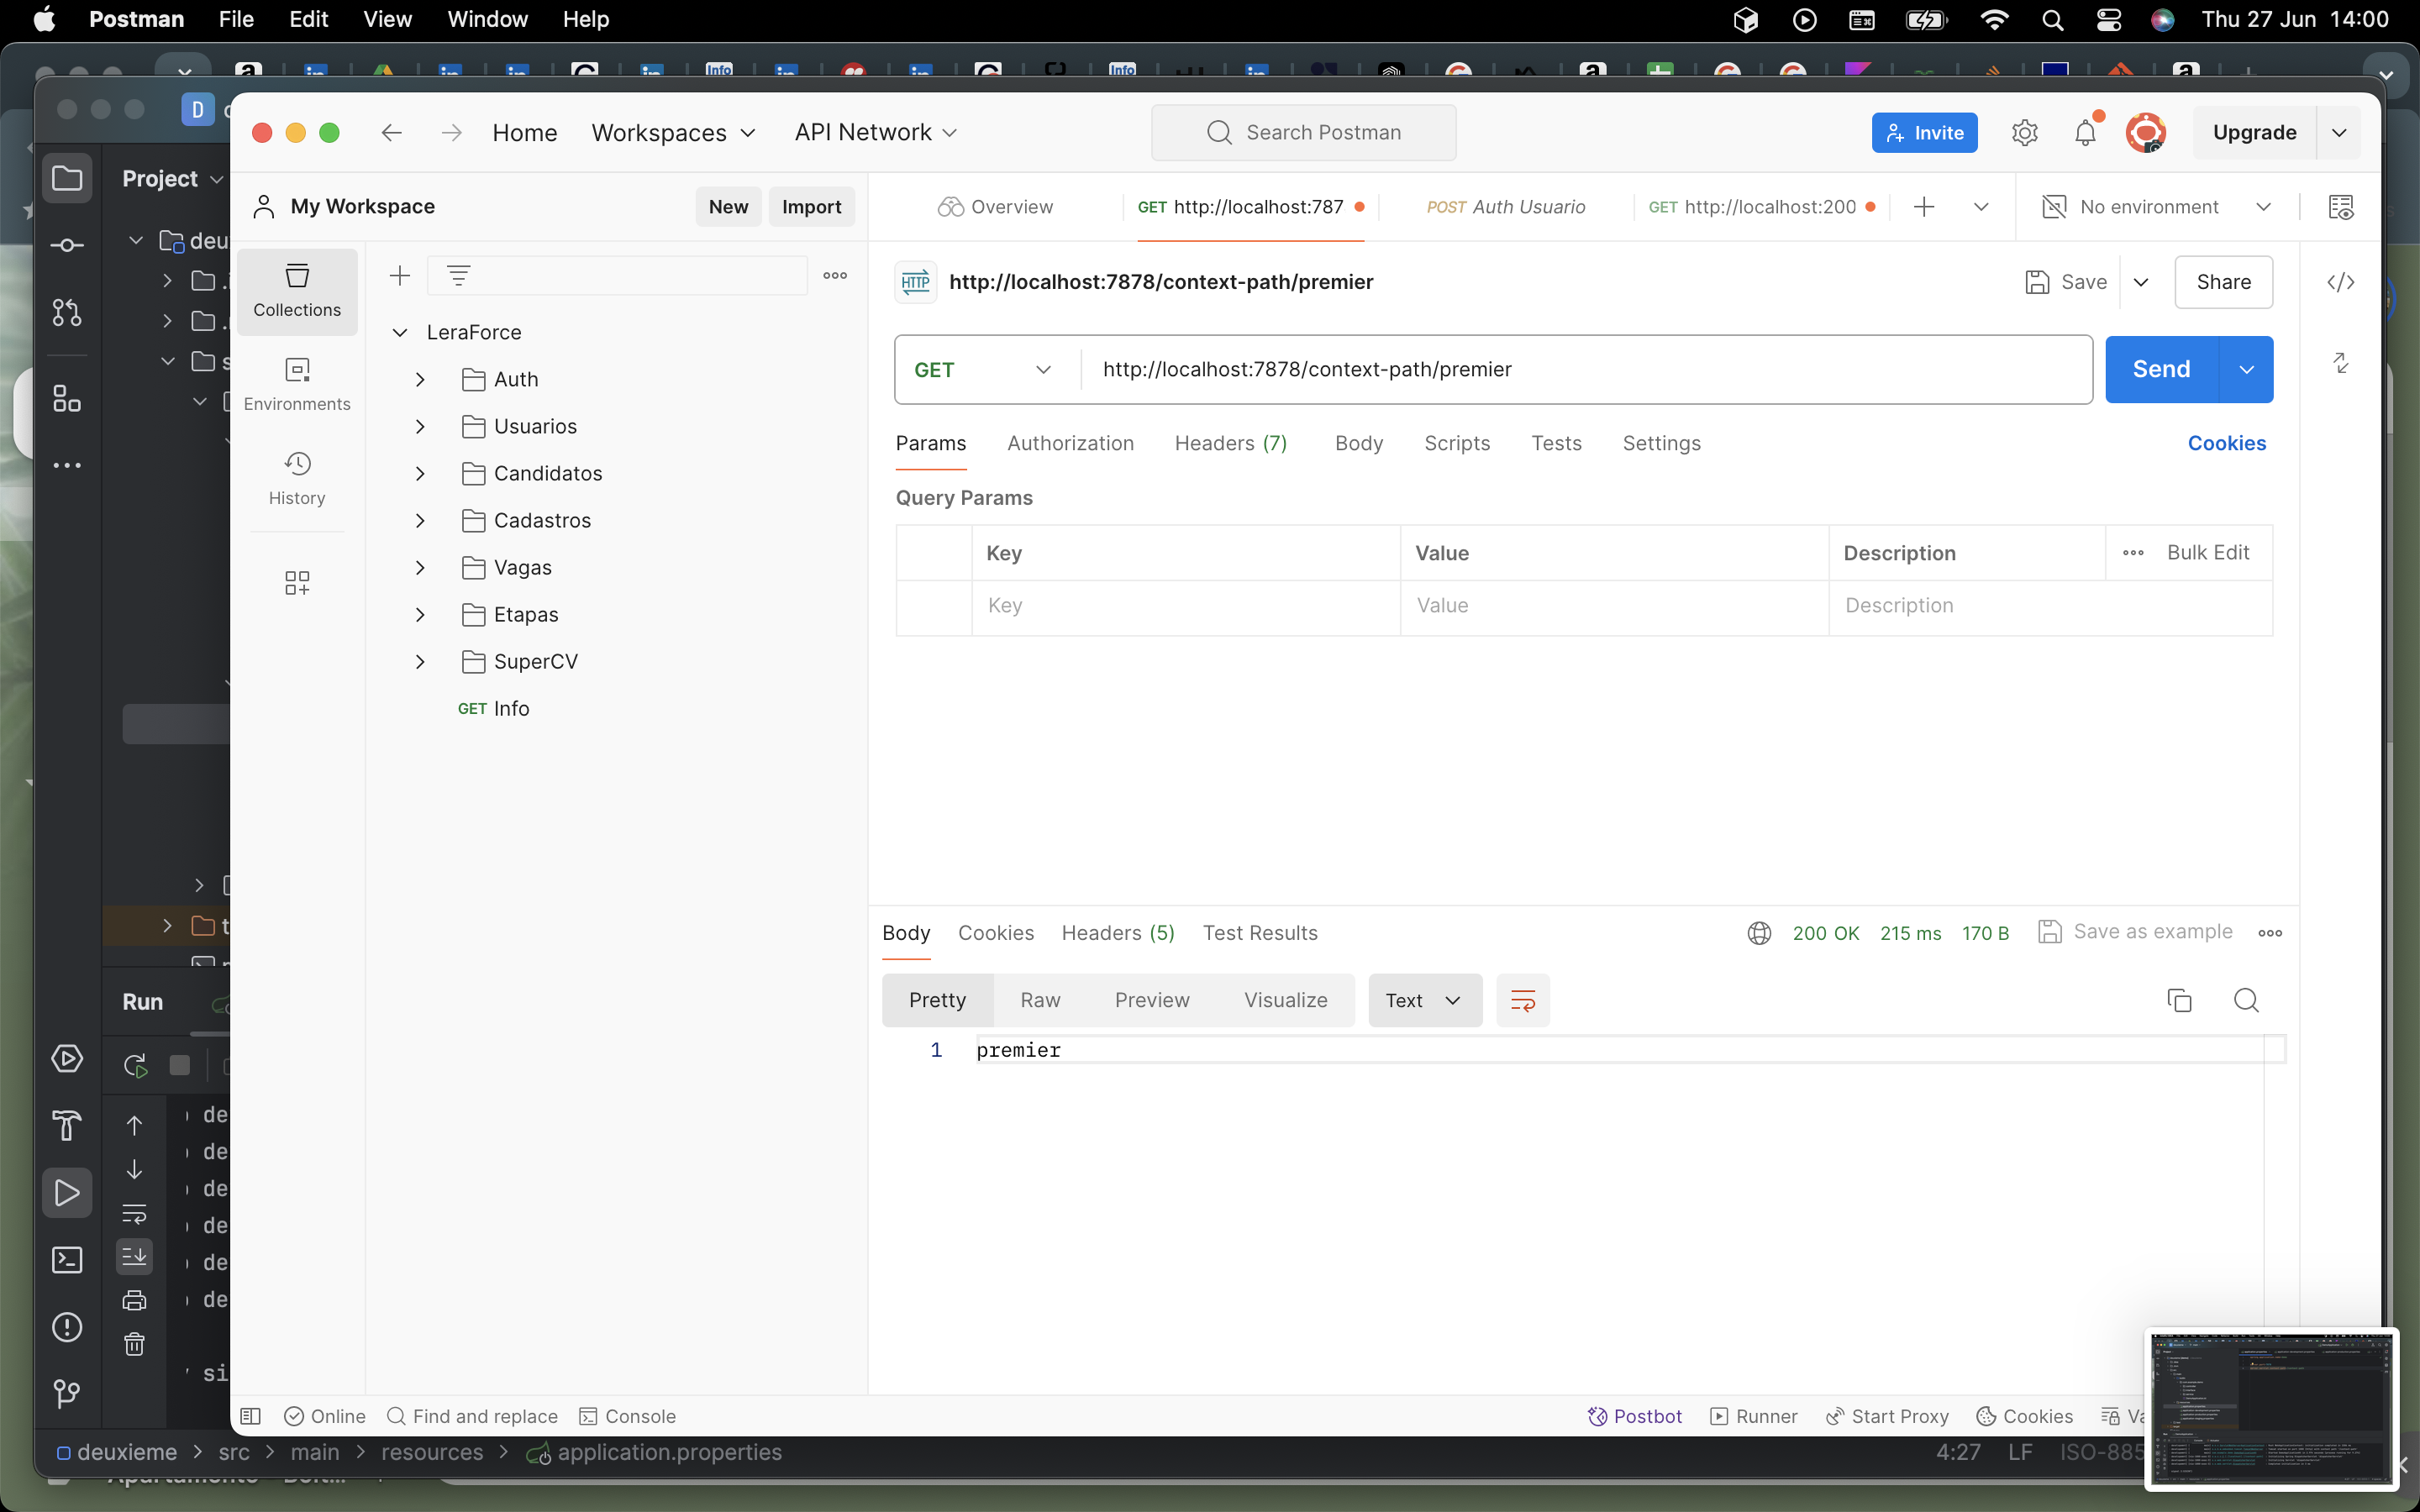 Postman File Edit View Window Help Thu 27 Jun 14:00
D
Home Workspaces API Network Search Postman Invite Upgrade
Project
My Workspace New Import
Overview GET http://localhost:787 POST Auth Usuario GET http://localhost:200 No environment
deu
Collections
Environments
History
LeraForce
Auth
Usuarios
Candidatos
Cadastros
Vagas
Etapas
SuperCV
GET Info
HTTP http://localhost:7878/context-path/premier Save Share
GET http://localhost:7878/context-path/premier Send
Params Authorization Headers (7) Body Scripts Tests Settings Cookies
Query Params
Key Value Description Bulk Edit
Key Value Description
Body Cookies Headers (5) Test Results 200 OK 215 ms 170 B Save as example
Pretty Raw Preview Visualize Text
1 premier
Run
de
de
de
de
de
de
si
Online Find and replace Console Postbot Runner Start Proxy Cookies Va
deuxieme > src > main > resources > application.properties 4:27 LF ISO-885